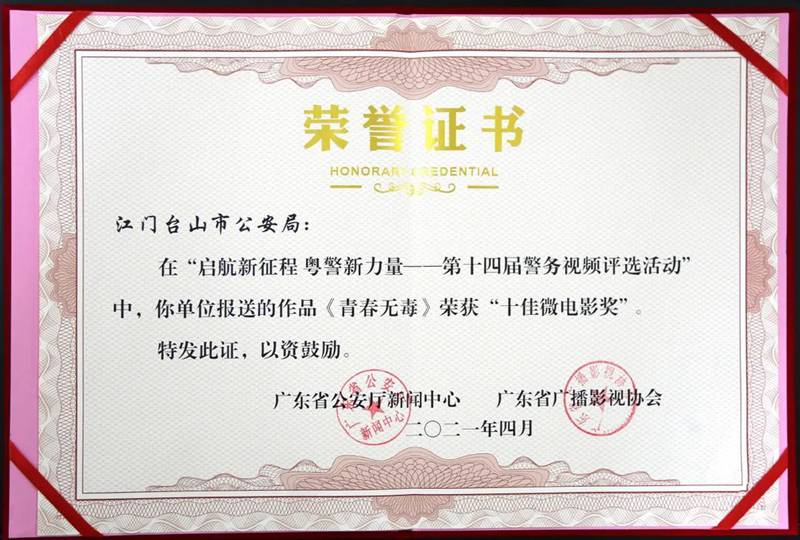 荣誉证书
HONORARY CREDENTIAL
江门台山市公安局：
在“启航新征程 粤警新力量——第十四届警务视频评选活动”
中，你单位报送的作品《青春无毒》荣获“十佳微电影奖”。
特发此证，以资鼓励。
广东省公安厅新闻中心 广东省广播影视协会
二〇二一年四月
新闻中心